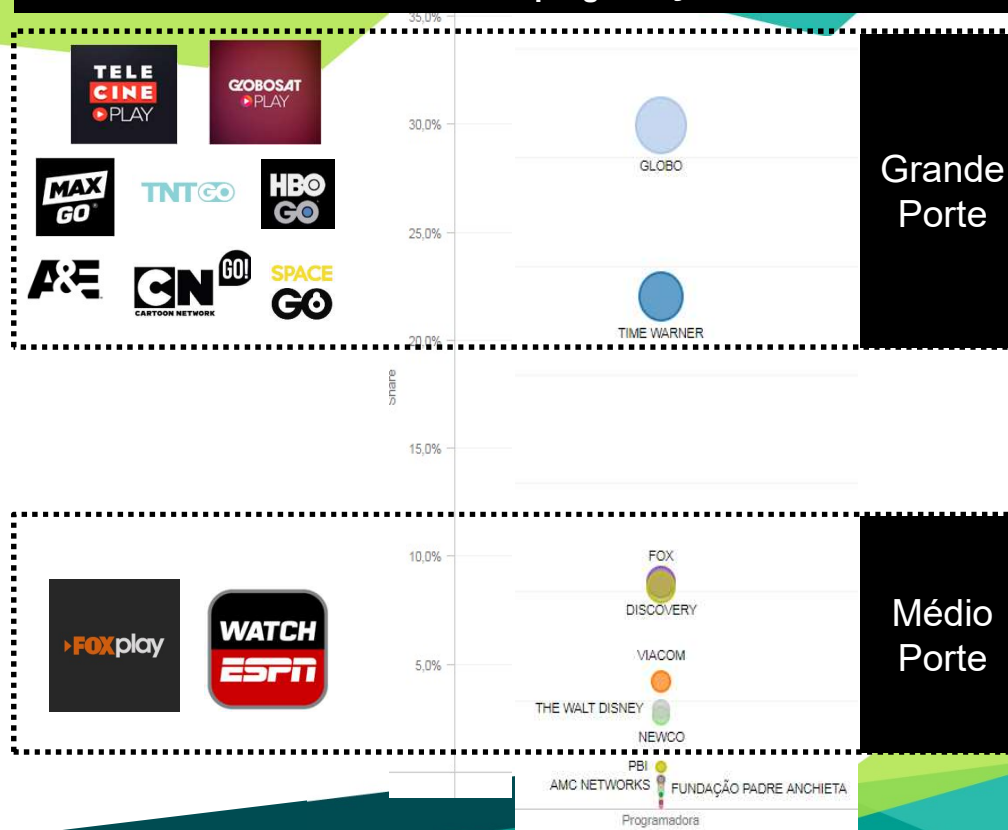 35,0%
TELE
CINE
PLAY
GLOBOSAT
PLAY
MAX
GO
TNT GO
HBO
GO
A&E
CN GO!
CARTOON NETWORK
SPACE
GO
30,0%
GLOBO
25,0%
TIME WARNER
20,0%
Grande
Porte
Share
15,0%
10,0%
FOX
DISCOVERY
FOXplay
WATCH
ESPN
VIACOM
5,0%
THE WALT DISNEY
NEWCO
Médio
Porte
PBI
AMC NETWORKS
FUNDAÇÃO PADRE ANCHIETA
Programadora